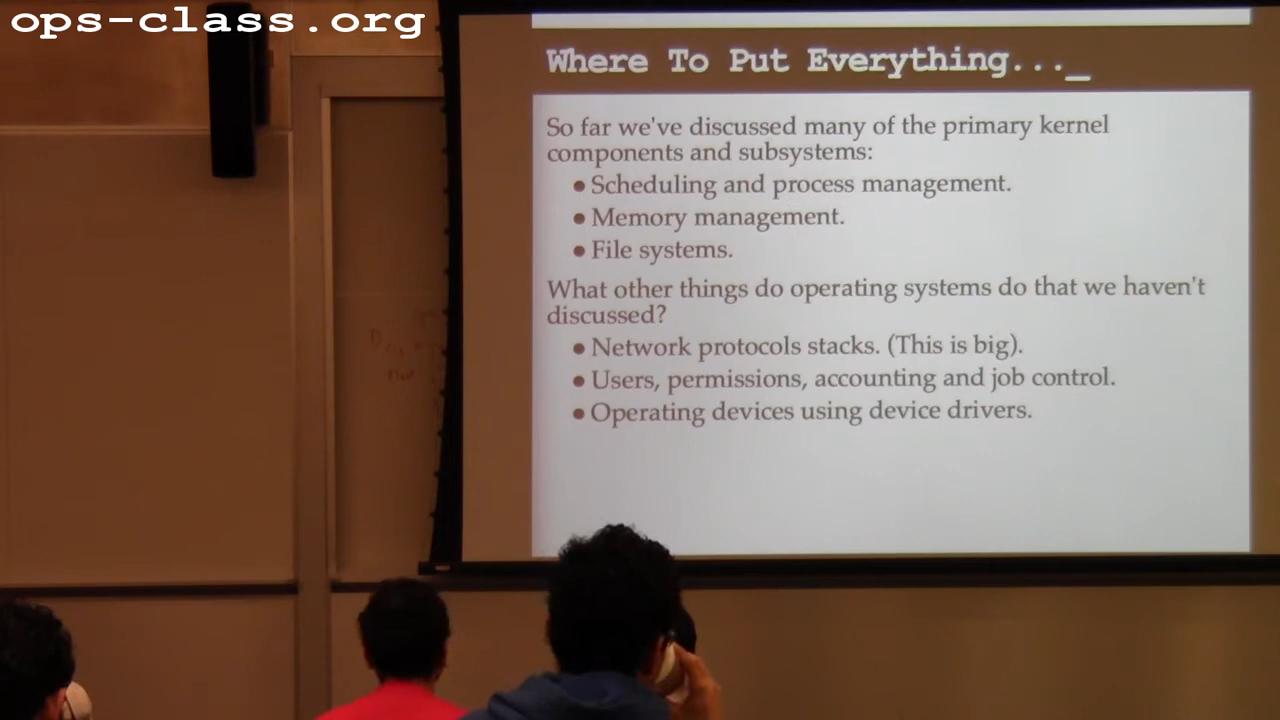 ops-class.org
Where To Put Everything..._
So far we've discussed many of the primary kernel
components and subsystems:
• Scheduling and process management.
• Memory management.
• File systems.
What other things do operating systems do that we haven't
discussed?
• Network protocols stacks. (This is big).
• Users, permissions, accounting and job control.
• Operating devices using device drivers.